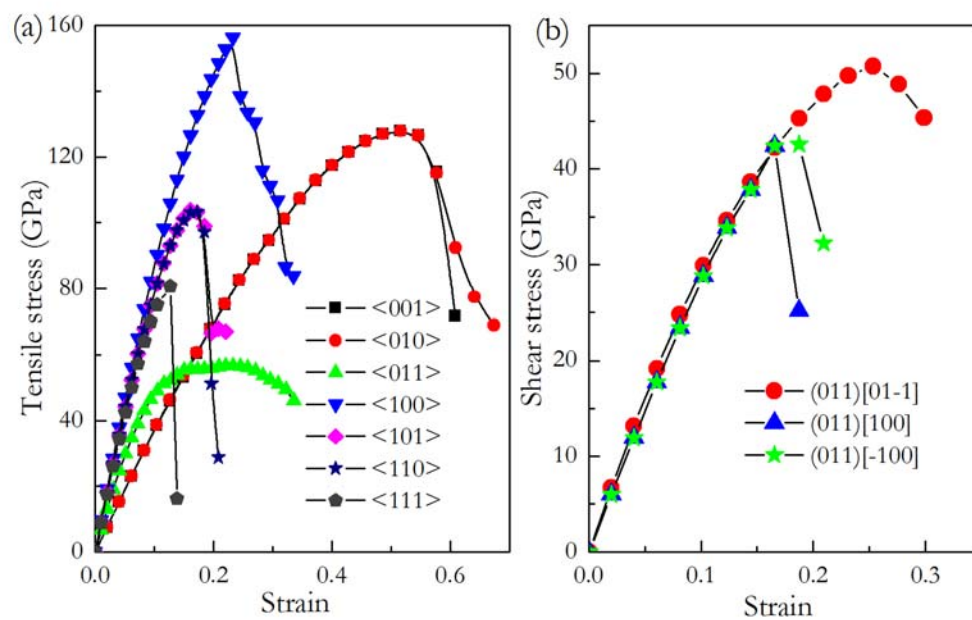 (a)
160
120
80
40
0
Tensile stress (GPa)
<001>
<010>
<011>
<100>
<101>
<110>
<111>
0.0 0.2 0.4 0.6
Strain
(b)
50
40
30
20
10
0
Shear stress (GPa)
(011)[01-1]
(011)[100]
(011)[-100]
0.0 0.1 0.2 0.3
Strain